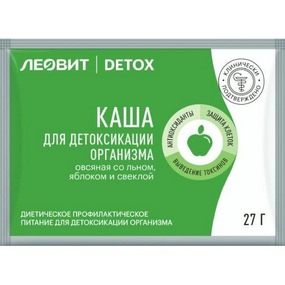 ЛЕОВИТ | DETOX
КЛИНИЧЕСКИ ПОДТВЕРЖДЕНО
КАША
ДЛЯ ДЕТОКСИКАЦИИ
ОРГАНИЗМА
овсяная со льном,
яблоком и свеклой
АНТИОКСИДАНТЫ
ЗАЩИТА КЛЕТОК
ВЫВЕДЕНИЕ ТОКСИНОВ
ДИЕТИЧЕСКОЕ ПРОФИЛАКТИЧЕСКОЕ
ПИТАНИЕ ДЛЯ ДЕТОКСИКАЦИИ ОРГАНИЗМА
27 Г